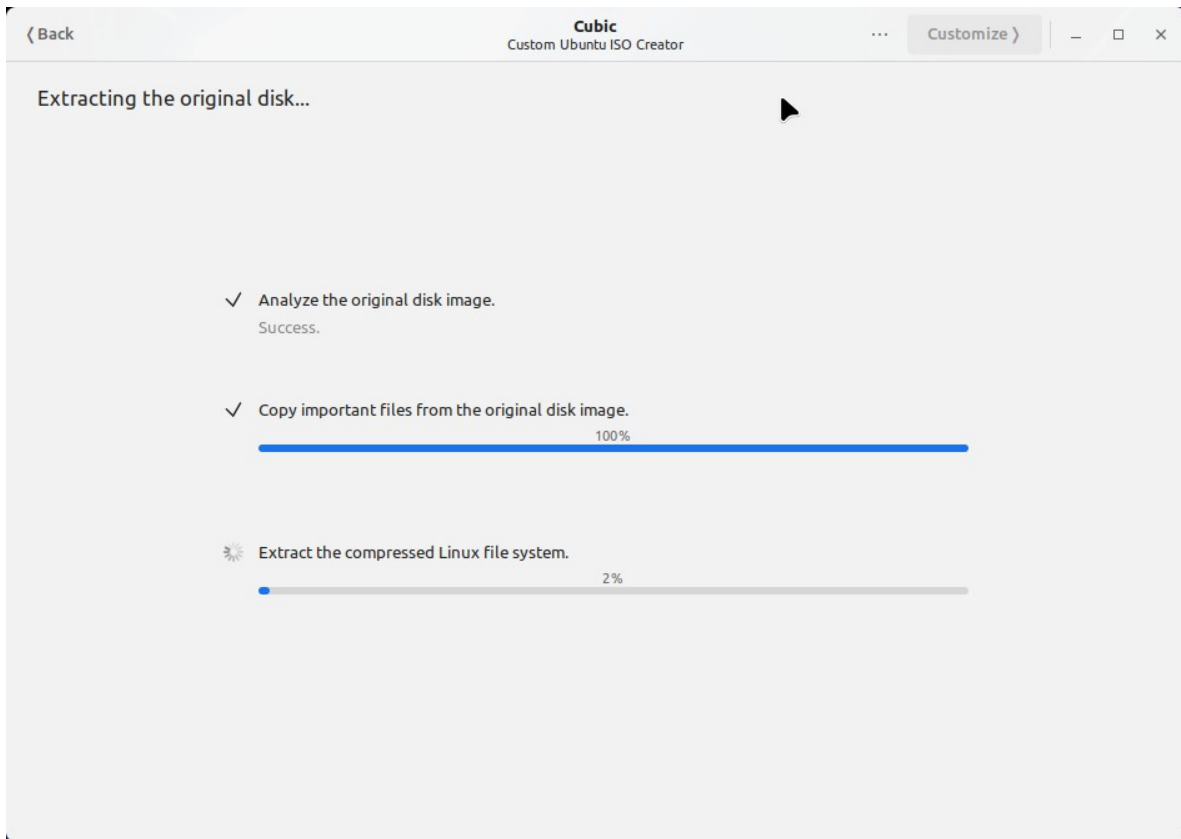 ⟨ Back
Cubic
Custom Ubuntu ISO Creator
...
Customize ⟩
Extracting the original disk...
Analyze the original disk image.
Success.
Copy important files from the original disk image.
100%
Extract the compressed Linux file system.
2%